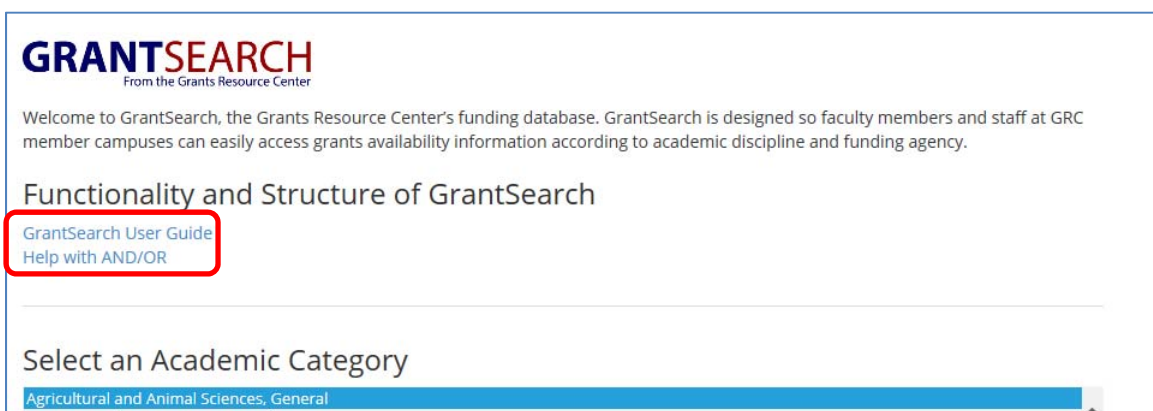 GRANTSEARCH
From the Grants Resource Center
Welcome to GrantSearch, the Grants Resource Center's funding database. GrantSearch is designed so faculty members and staff at GRC
member campuses can easily access grants availability information according to academic discipline and funding agency.
Functionality and Structure of GrantSearch
GrantSearch User Guide
Help with AND/OR
Select an Academic Category
Agricultural and Animal Sciences, General